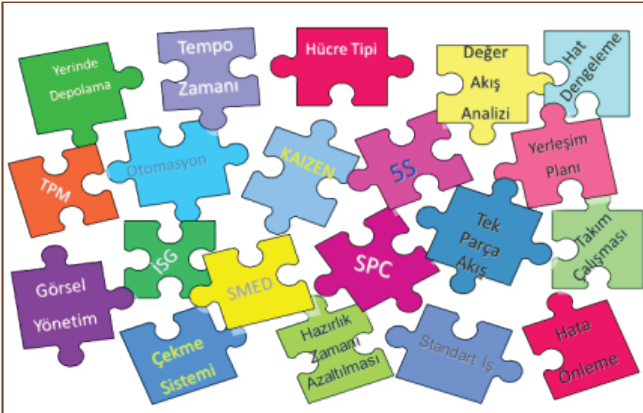 Yerinde
Depolama
Tempo
Zamanı
Hücre Tipi
Değer
Akış
Analizi
Hat
Dengeleme
TPM
Otomasyon
KAIZEN
5S
Yerleşim
Planı
Görsel
Yönetim
İSG
SMED
SPC
Tek
Parça
Akış
Takım
Çalışması
Çekme
Sistemi
Hazırlık
Zamanı
Azaltılması
Standart İş
Hata
Önleme